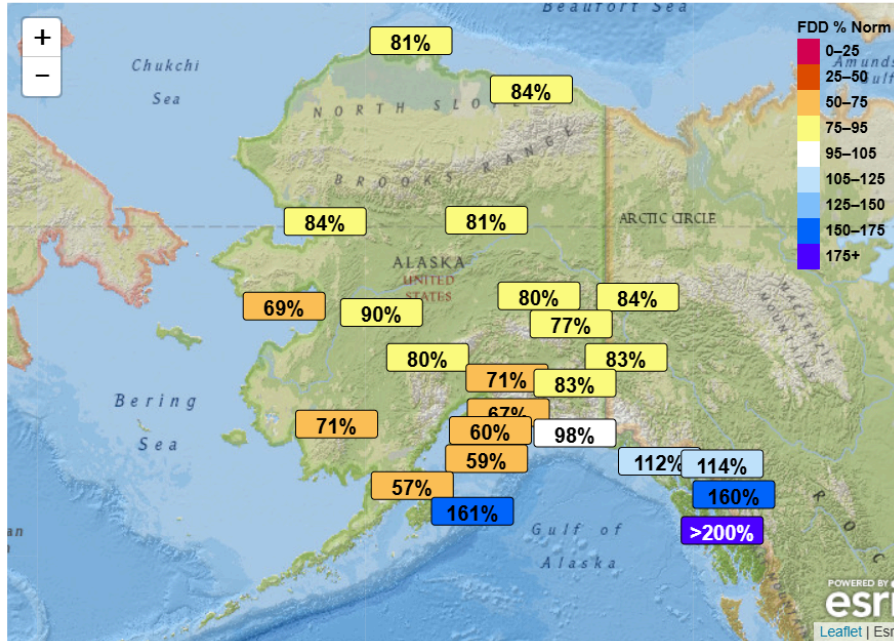 Beaufort Sea
+
−
Chukchi
Sea
81%
84%
NORTH SLOPE
BROOKS RANGE
FDD % Norm
0–25
25–50
50–75
75–95
95–105
105–125
125–150
150–175
175+
84%
81%
ARCTIC CIRCLE
ALASKA
UNITED
STATES
69%
90%
80%
84%
77%
MACKENZIE
MOUNTAINS
80%
71%
83%
83%
Bering
Sea
71%
67%
60%
98%
59%
112%
114%
57%
161%
160%
>200%
Gulf of
Alaska
POWERED BY
esri
Leaflet | Esri